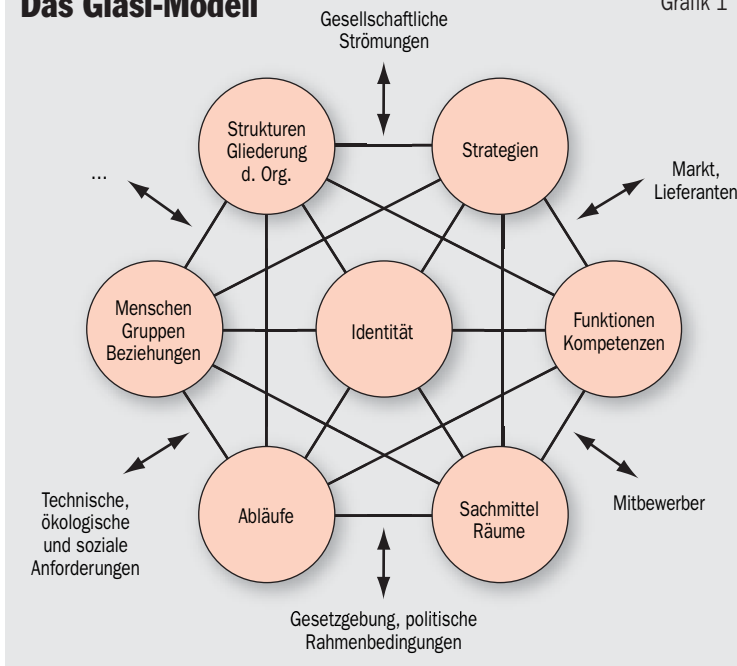 Das Glasl-Modell
Grafik 1
Gesellschaftliche
Strömungen
Strukturen
Gliederung
d. Org.
Strategien
...
Markt,
Lieferanten
Menschen
Gruppen
Beziehungen
Identität
Funktionen
Kompetenzen
Abläufe
Sachmittel
Räume
Technische,
ökologische
und soziale
Anforderungen
Mitbewerber
Gesetzgebung, politische
Rahmenbedingungen